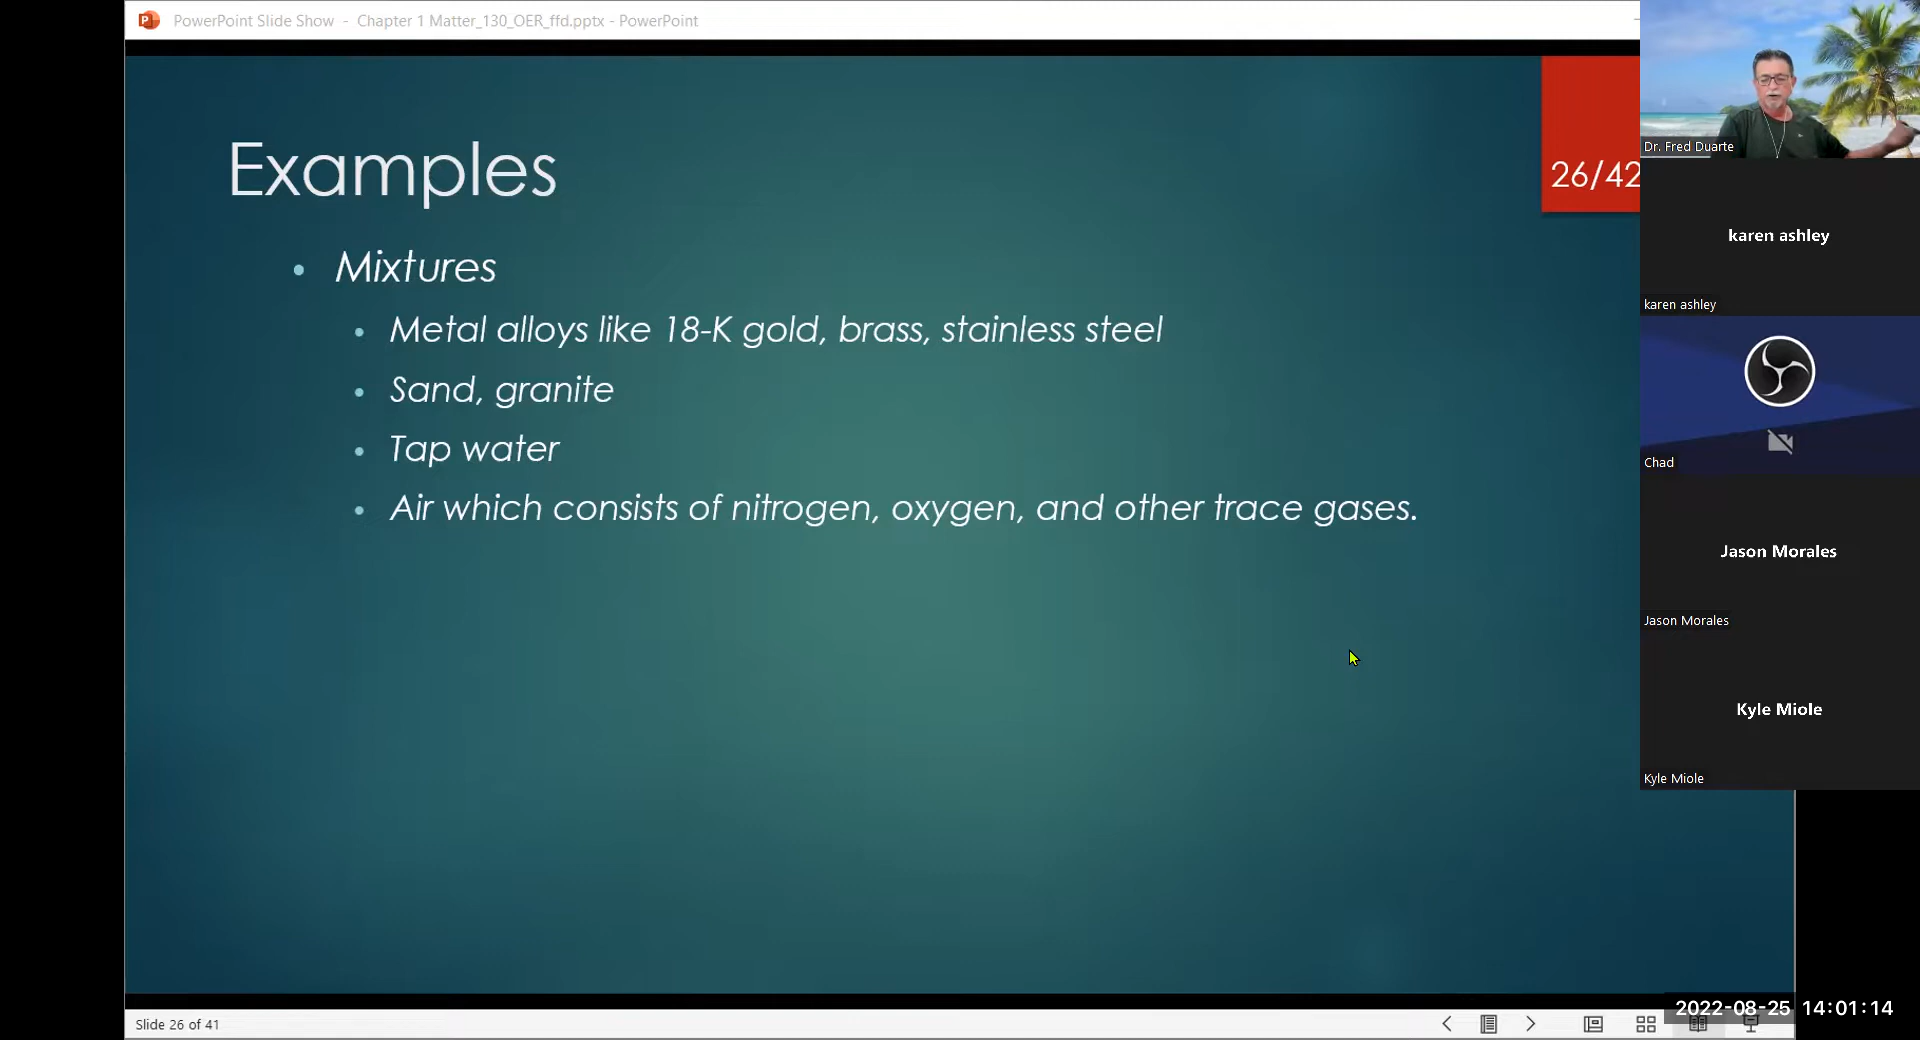 PowerPoint Slide Show - Chapter 1 Matter_130_OER_ffd.pptx - PowerPoint
Examples
26/42
• Mixtures
• Metal alloys like 18-K gold, brass, stainless steel
• Sand, granite
• Tap water
• Air which consists of nitrogen, oxygen, and other trace gases.
Dr. Fred Duarte
karen ashley
karen ashley
Chad
Jason Morales
Jason Morales
Kyle Miole
Kyle Miole
Slide 26 of 41
2022-08-25 14:01:14